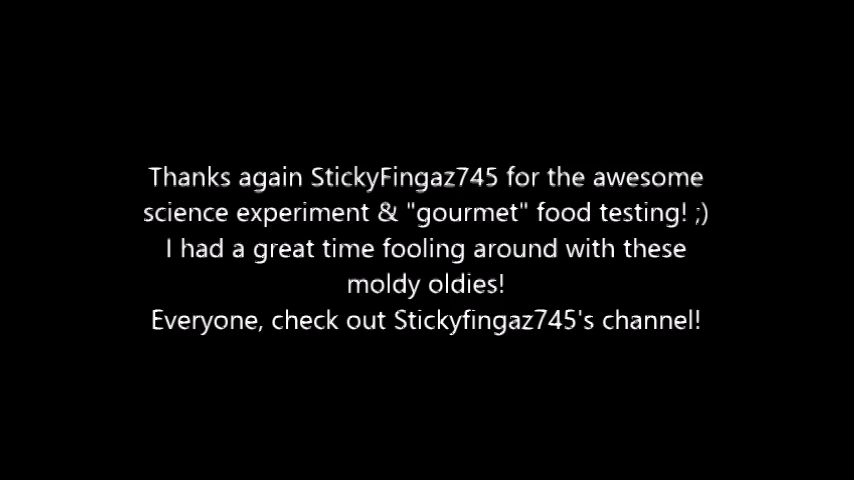 Thanks again StickyFingaz745 for the awesome
science experiment & "gourmet" food testing! ;)
I had a great time fooling around with these
moldy oldies!
Everyone, check out Stickyfingaz745's channel!